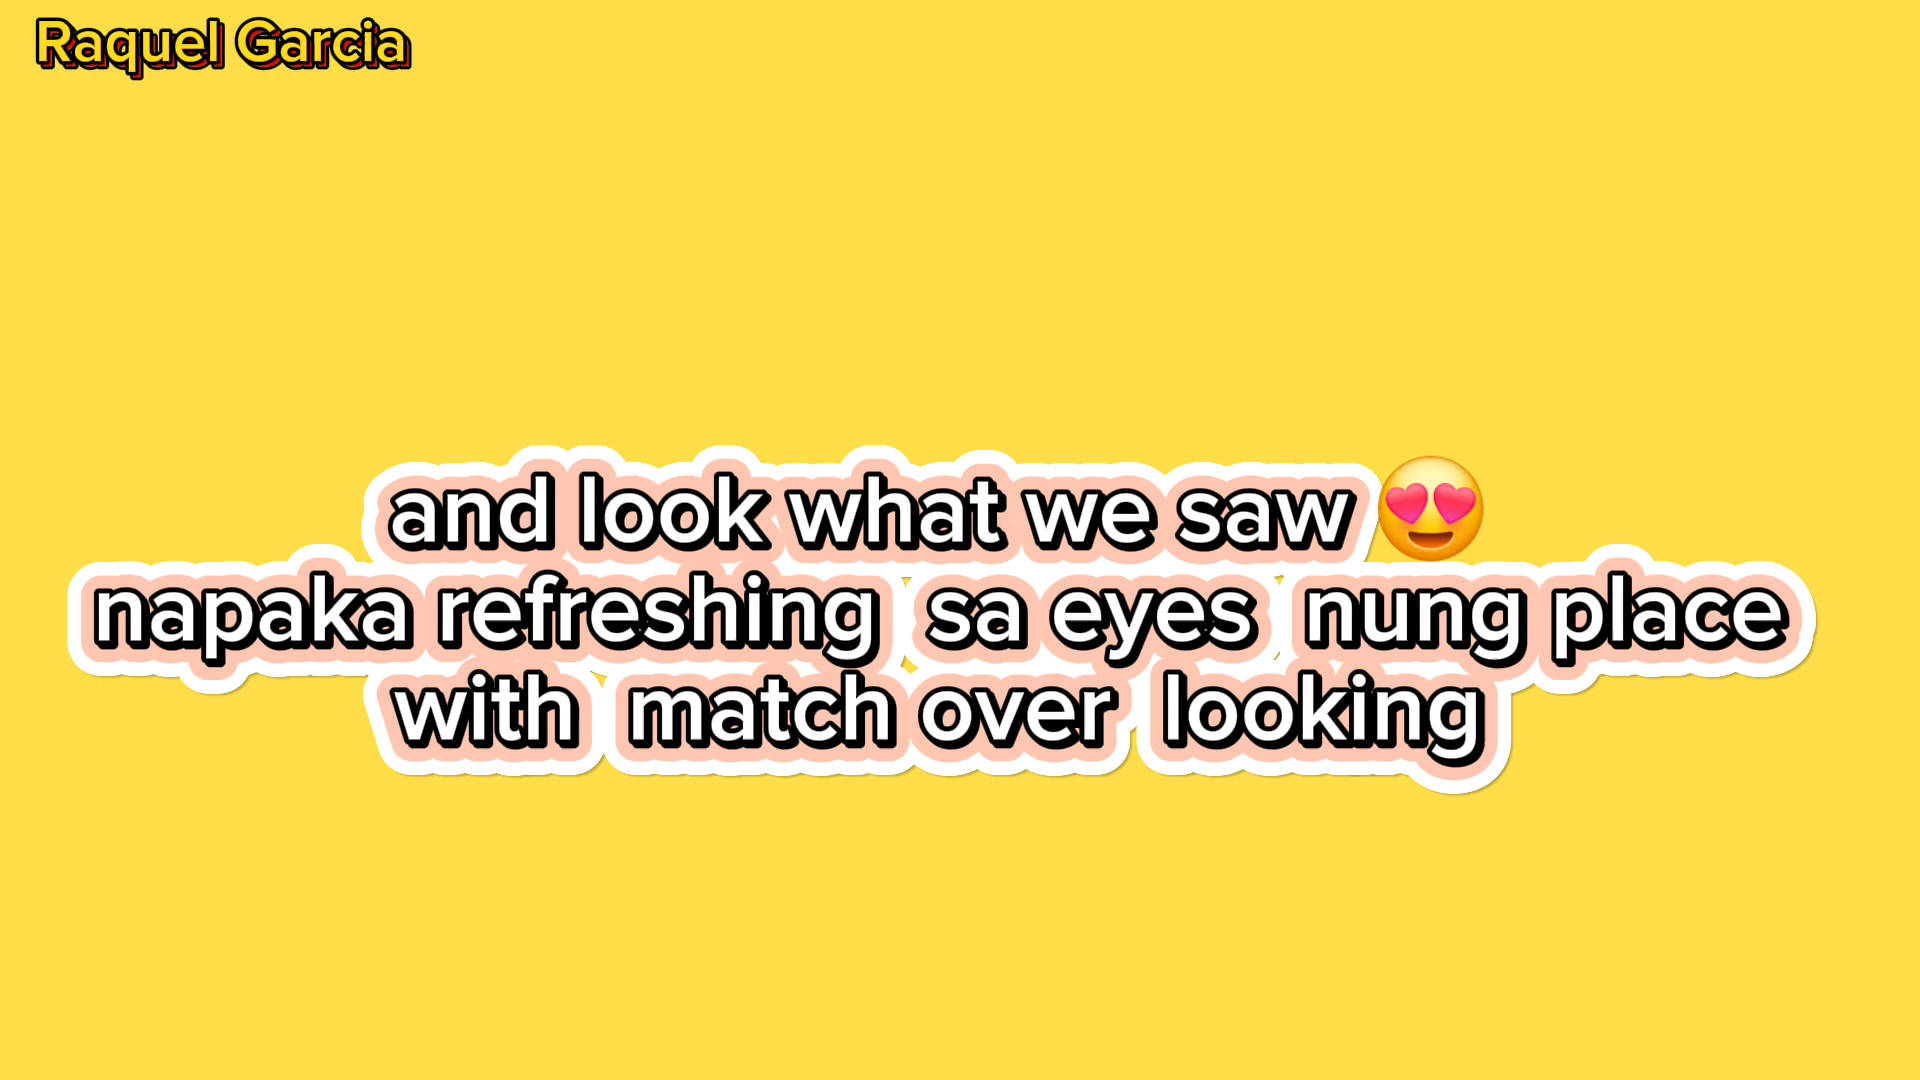 Raquel Garcia
and look what we saw 😍
napaka refreshing sa eyes nung place
with match over looking